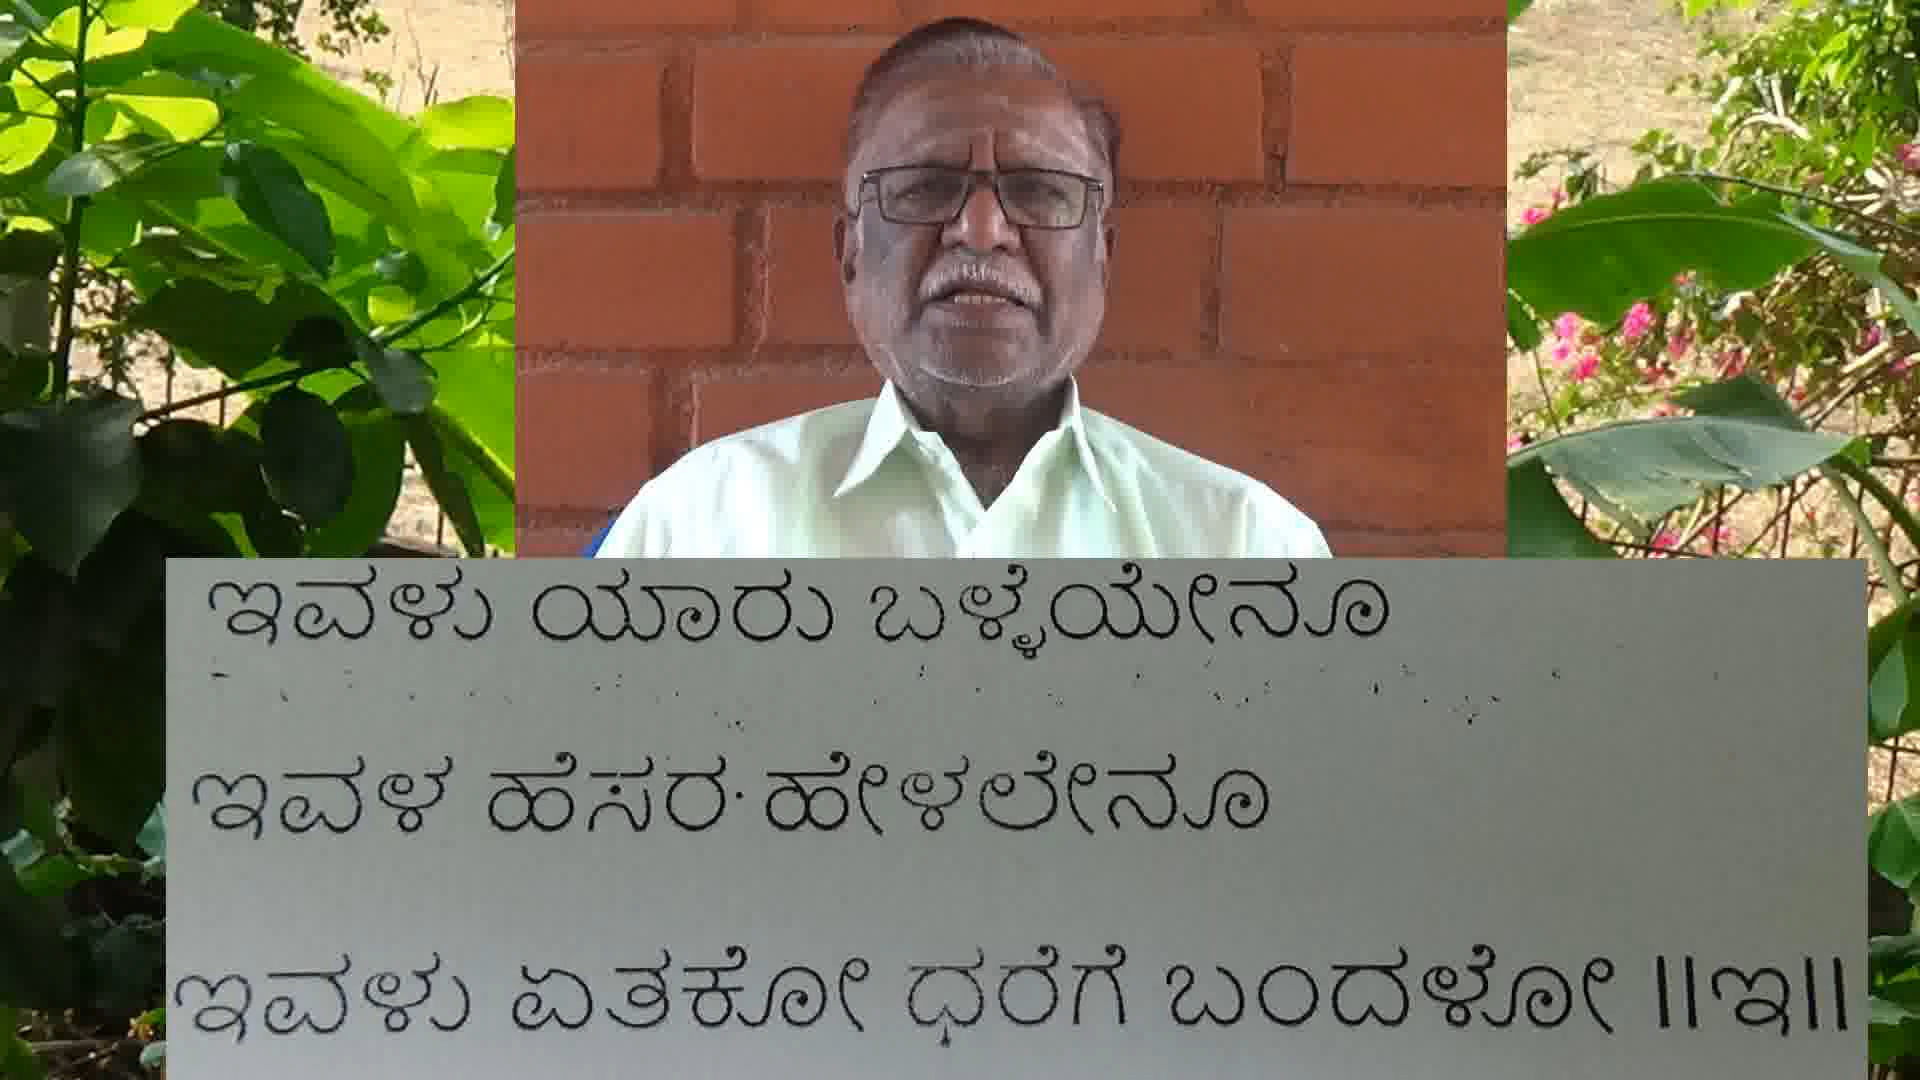 ಇವಳು ಯಾರು ಬಳ್ಳೆಯೇನೂ
ಇವಳ ಹೆಸರ ಹೇಳಲೇನೂ
ಇವಳು ಏತಕೋ ಧರೆಗೆ ಬಂದಳೋ ||ಇ||